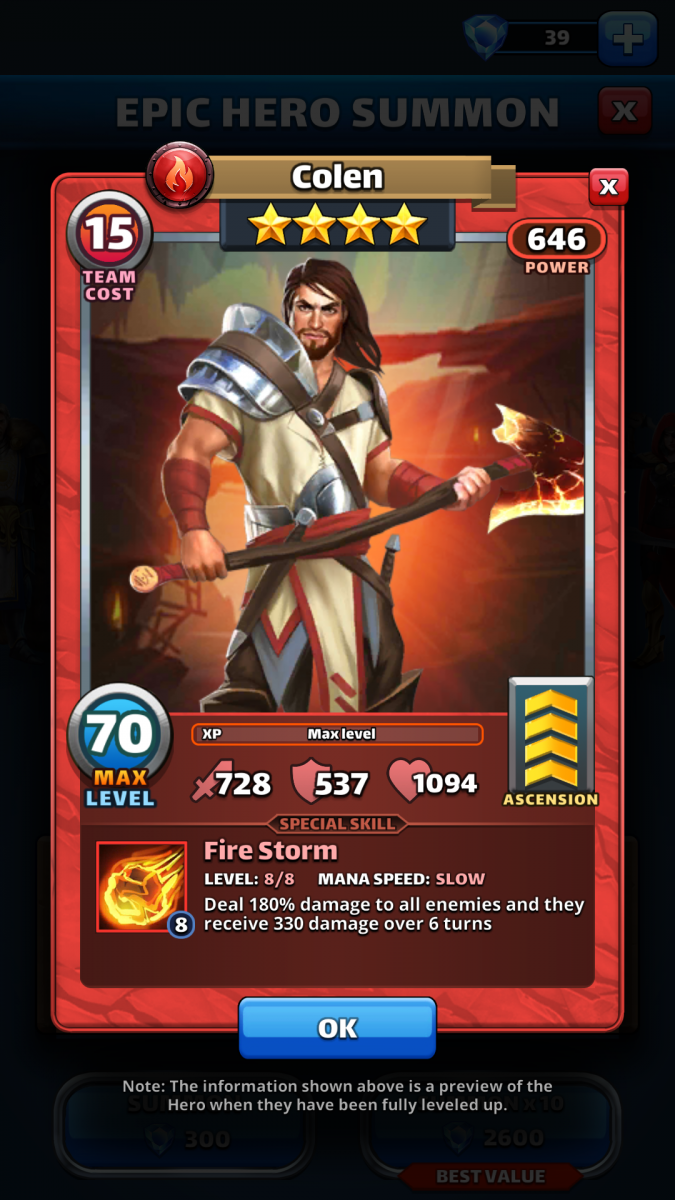 39
EPIC HERO SUMMON
X
Colen
X
15
TEAM
COST
646
POWER
70
MAX
LEVEL
XP
Max level
728
537
1094
ASCENSION
SPECIAL SKILL
Fire Storm
LEVEL: 8/8 MANA SPEED: SLOW
8
Deal 180% damage to all enemies and they
receive 330 damage over 6 turns
OK
Note: The information shown above is a preview of the
Hero when they have been fully leveled up.
x10
300
2600
BEST VALUE